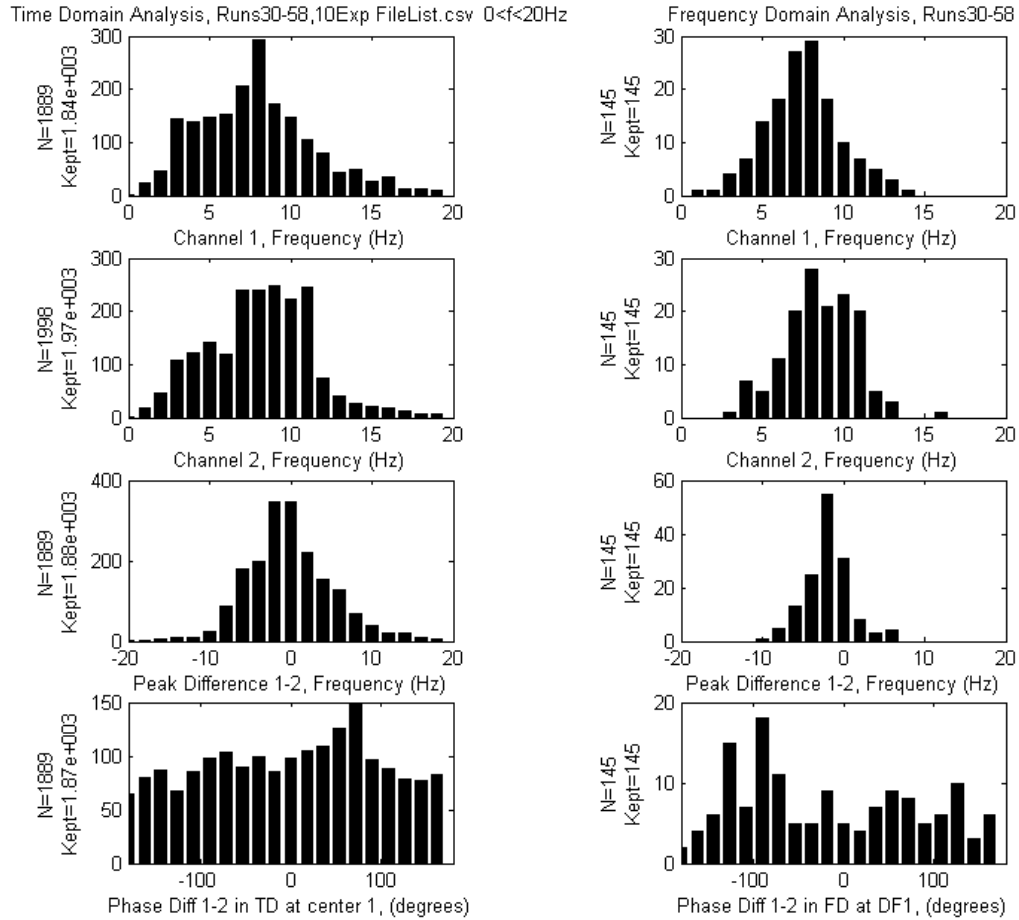 Time Domain Analysis, Runs30-58,10Exp FileList.csv 0<f<20Hz
300
200
100
0
N=1889
Kept=1.84e+003
0 5 10 15 20
Channel 1, Frequency (Hz)
300
200
100
0
N=1998
Kept=1.97e+003
0 5 10 15 20
Channel 2, Frequency (Hz)
400
200
0
N=1889
Kept=1.88e+003
-20 -10 0 10 20
Peak Difference 1-2, Frequency (Hz)
150
100
50
0
N=1889
Kept=1.87e+003
-100 0 100
Phase Diff 1-2 in TD at center 1, (degrees)
Frequency Domain Analysis, Runs30-58
30
20
10
0
N=145
Kept=145
0 5 10 15 20
Channel 1, Frequency (Hz)
30
20
10
0
N=145
Kept=145
0 5 10 15 20
Channel 2, Frequency (Hz)
60
40
20
0
N=145
Kept=145
-20 -10 0 10 20
Peak Difference 1-2, Frequency (Hz)
20
10
0
N=145
Kept=145
-100 0 100
Phase Diff 1-2 in FD at DF1, (degrees)